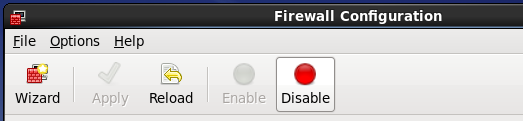 Firewall Configuration
File Options Help
Wizard Apply Reload Enable Disable